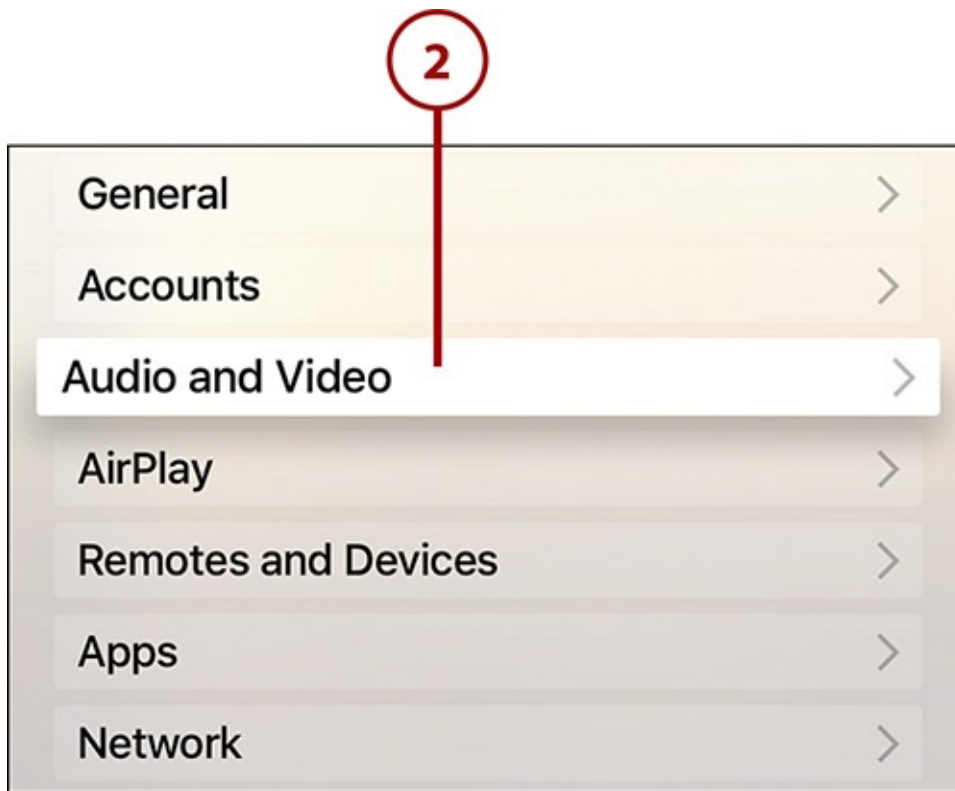 2
General
Accounts
Audio and Video
AirPlay
Remotes and Devices
Apps
Network